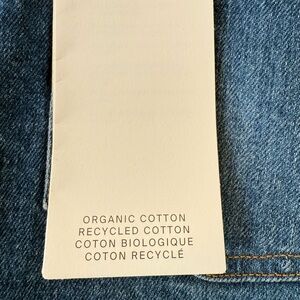 ORGANIC COTTON
RECYCLED COTTON
COTON BIOLOGIQUE
COTON RECYCLÉ